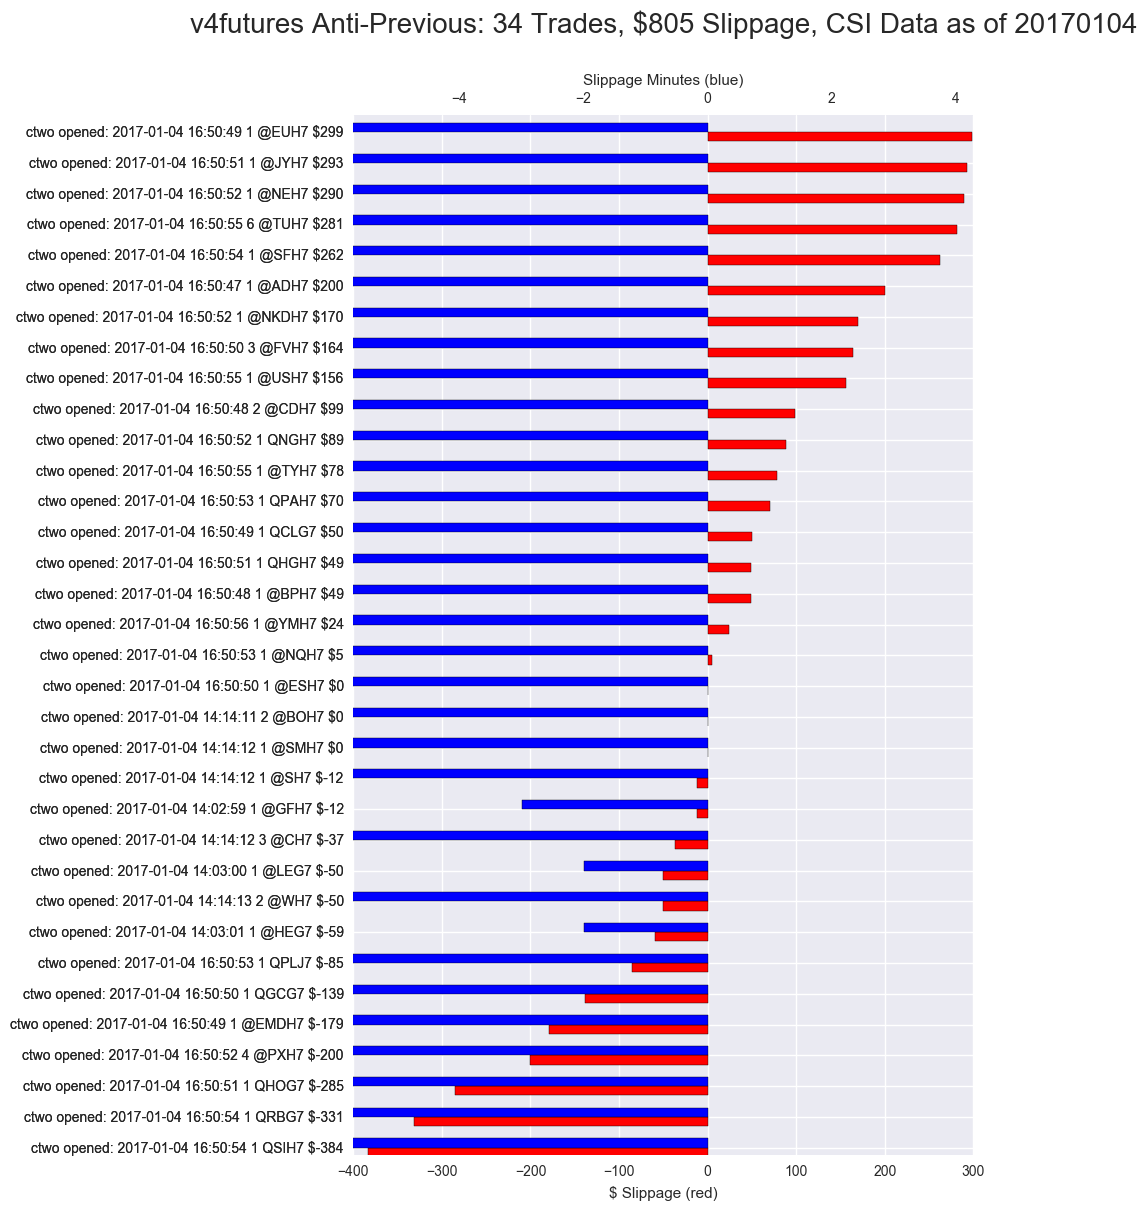 v4futures Anti-Previous: 34 Trades, $805 Slippage, CSI Data as of 20170104
Slippage Minutes (blue)
−4 −2 0 2 4
ctwo opened: 2017-01-04 16:50:49 1 @EUH7 $299
ctwo opened: 2017-01-04 16:50:51 1 @JYH7 $293
ctwo opened: 2017-01-04 16:50:52 1 @NEH7 $290
ctwo opened: 2017-01-04 16:50:55 6 @TUH7 $281
ctwo opened: 2017-01-04 16:50:54 1 @SFH7 $262
ctwo opened: 2017-01-04 16:50:47 1 @ADH7 $200
ctwo opened: 2017-01-04 16:50:52 1 @NKDH7 $170
ctwo opened: 2017-01-04 16:50:50 3 @FVH7 $164
ctwo opened: 2017-01-04 16:50:55 1 @USH7 $156
ctwo opened: 2017-01-04 16:50:48 2 @CDH7 $99
ctwo opened: 2017-01-04 16:50:52 1 QNGH7 $89
ctwo opened: 2017-01-04 16:50:55 1 @TYH7 $78
ctwo opened: 2017-01-04 16:50:53 1 QPAH7 $70
ctwo opened: 2017-01-04 16:50:49 1 QCLG7 $50
ctwo opened: 2017-01-04 16:50:51 1 QHGH7 $49
ctwo opened: 2017-01-04 16:50:48 1 @BPH7 $49
ctwo opened: 2017-01-04 16:50:56 1 @YMH7 $24
ctwo opened: 2017-01-04 16:50:53 1 @NQH7 $5
ctwo opened: 2017-01-04 16:50:50 1 @ESH7 $0
ctwo opened: 2017-01-04 14:14:11 2 @BOH7 $0
ctwo opened: 2017-01-04 14:14:12 1 @SMH7 $0
ctwo opened: 2017-01-04 14:14:12 1 @SH7 $-12
ctwo opened: 2017-01-04 14:02:59 1 @GFH7 $-12
ctwo opened: 2017-01-04 14:14:12 3 @CH7 $-37
ctwo opened: 2017-01-04 14:03:00 1 @LEG7 $-50
ctwo opened: 2017-01-04 14:14:13 2 @WH7 $-50
ctwo opened: 2017-01-04 14:03:01 1 @HEG7 $-59
ctwo opened: 2017-01-04 16:50:53 1 QPLJ7 $-85
ctwo opened: 2017-01-04 16:50:50 1 QGCG7 $-139
ctwo opened: 2017-01-04 16:50:49 1 @EMDH7 $-179
ctwo opened: 2017-01-04 16:50:52 4 @PXH7 $-200
ctwo opened: 2017-01-04 16:50:51 1 QHOG7 $-285
ctwo opened: 2017-01-04 16:50:54 1 QRBG7 $-331
ctwo opened: 2017-01-04 16:50:54 1 QSIH7 $-384
−400 −300 −200 −100 0 100 200 300
$ Slippage (red)